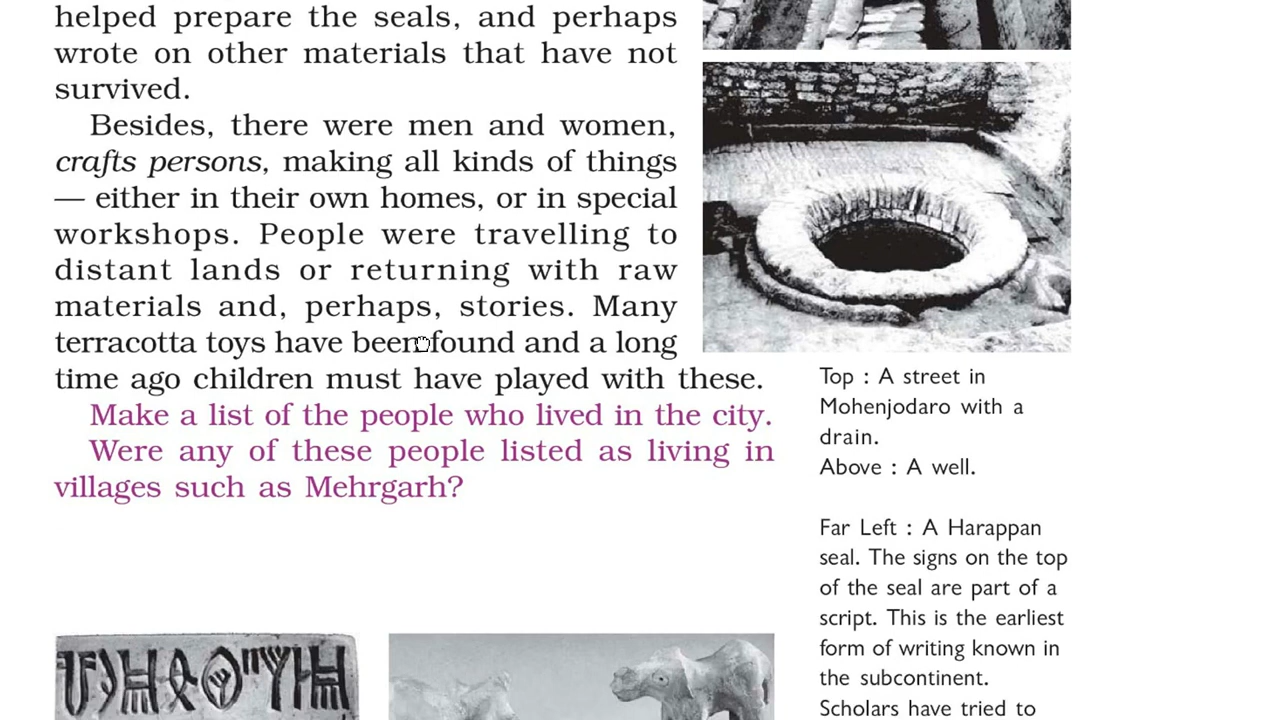 helped prepare the seals, and perhaps
wrote on other materials that have not
survived.
Besides, there were men and women,
crafts persons, making all kinds of things
— either in their own homes, or in special
workshops. People were travelling to
distant lands or returning with raw
materials and, perhaps, stories. Many
terracotta toys have been found and a long
time ago children must have played with these.
Make a list of the people who lived in the city.
Were any of these people listed as living in
villages such as Mehrgarh?
Top : A street in
Mohenjodaro with a
drain.
Above : A well.
Far Left : A Harappan
seal. The signs on the top
of the seal are part of a
script. This is the earliest
form of writing known in
the subcontinent.
Scholars have tried to